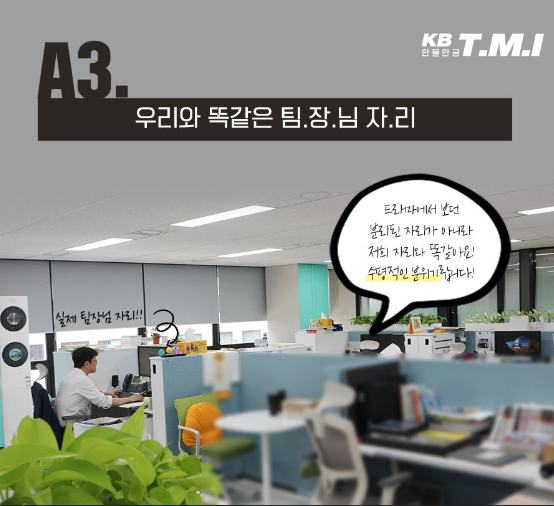 KB T.M.I
안물안궁
A3.
우리와 똑같은 팀.장.님 자.리
드라마에서 보던
분리된 자리가 아니라
저희 자리와 똑같아요!
수평적인 분위기랍니다!
실제 팀장님 자리!!